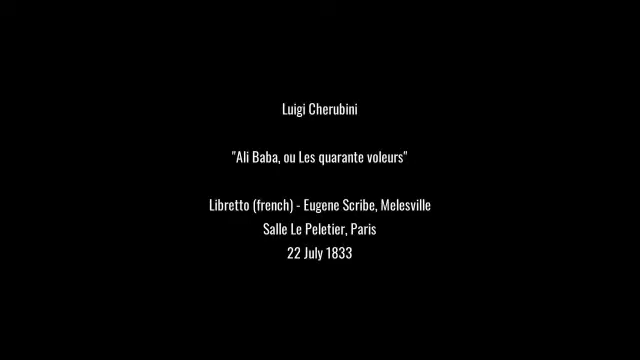 Luigi Cherubini
"Ali Baba, ou Les quarante voleurs"
Libretto (french) - Eugene Scribe, Melesville
Salle Le Peletier, Paris
22 July 1833